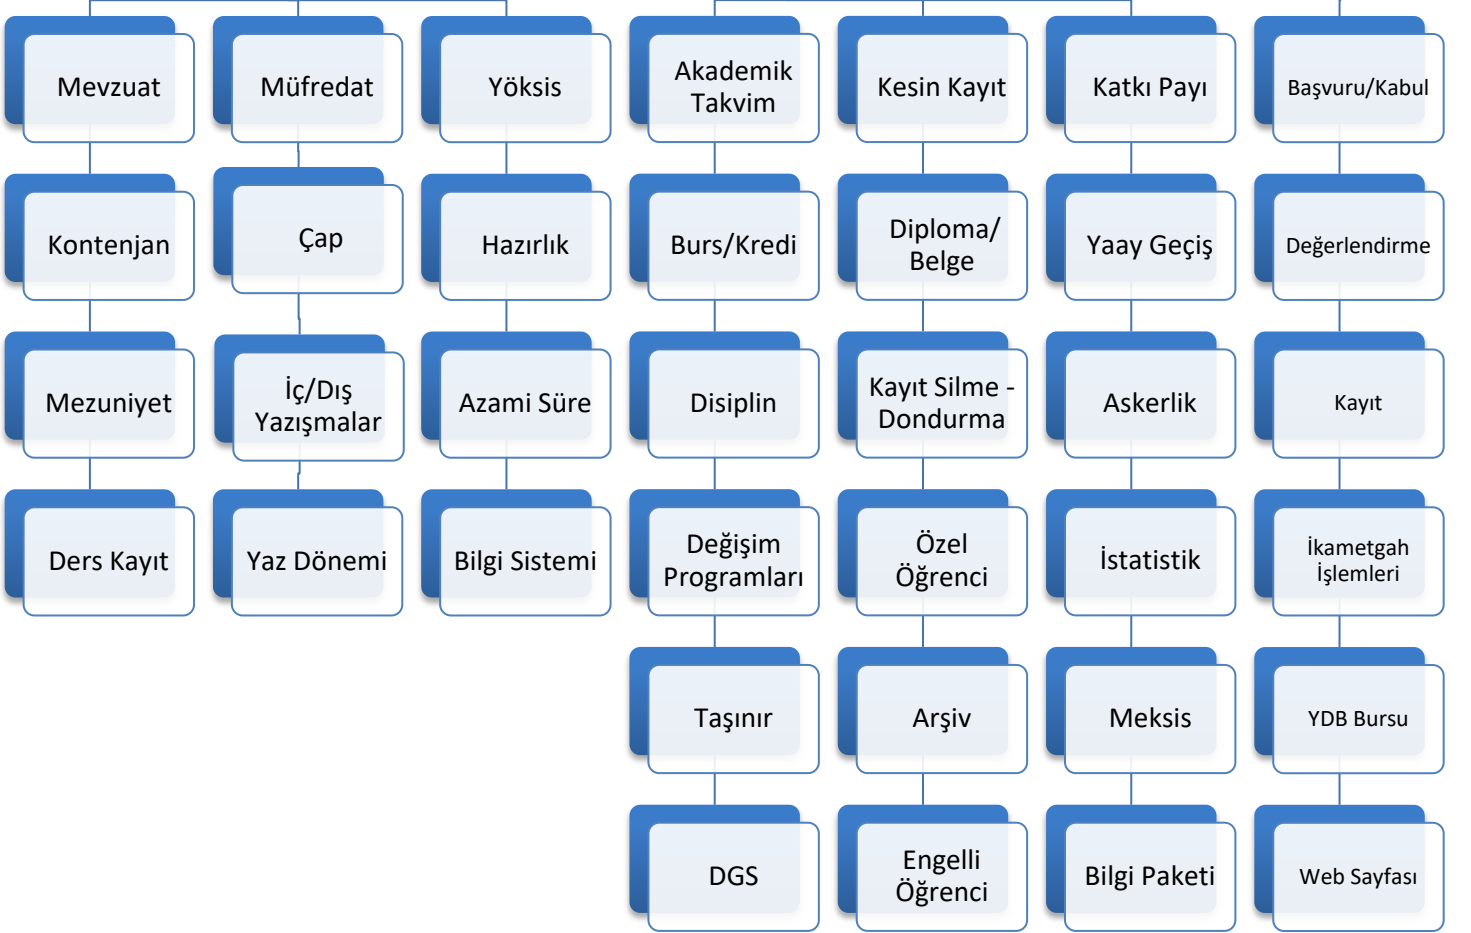 Mevzuat
Müfredat
Yöksis
Akademik
Takvim
Kesin Kayıt
Katkı Payı
Başvuru/Kabul
Kontenjan
Çap
Hazırlık
Burs/Kredi
Diploma/
Belge
Yaay Geçiş
Değerlendirme
Mezuniyet
İç/Dış
Yazışmalar
Azami Süre
Disiplin
Kayıt Silme -
Dondurma
Askerlik
Kayıt
Ders Kayıt
Yaz Dönemi
Bilgi Sistemi
Değişim
Programları
Özel
Öğrenci
İstatistik
İkametgah
İşlemleri
Taşınır
Arşiv
Meksis
YDB Bursu
DGS
Engelli
Öğrenci
Bilgi Paketi
Web Sayfası